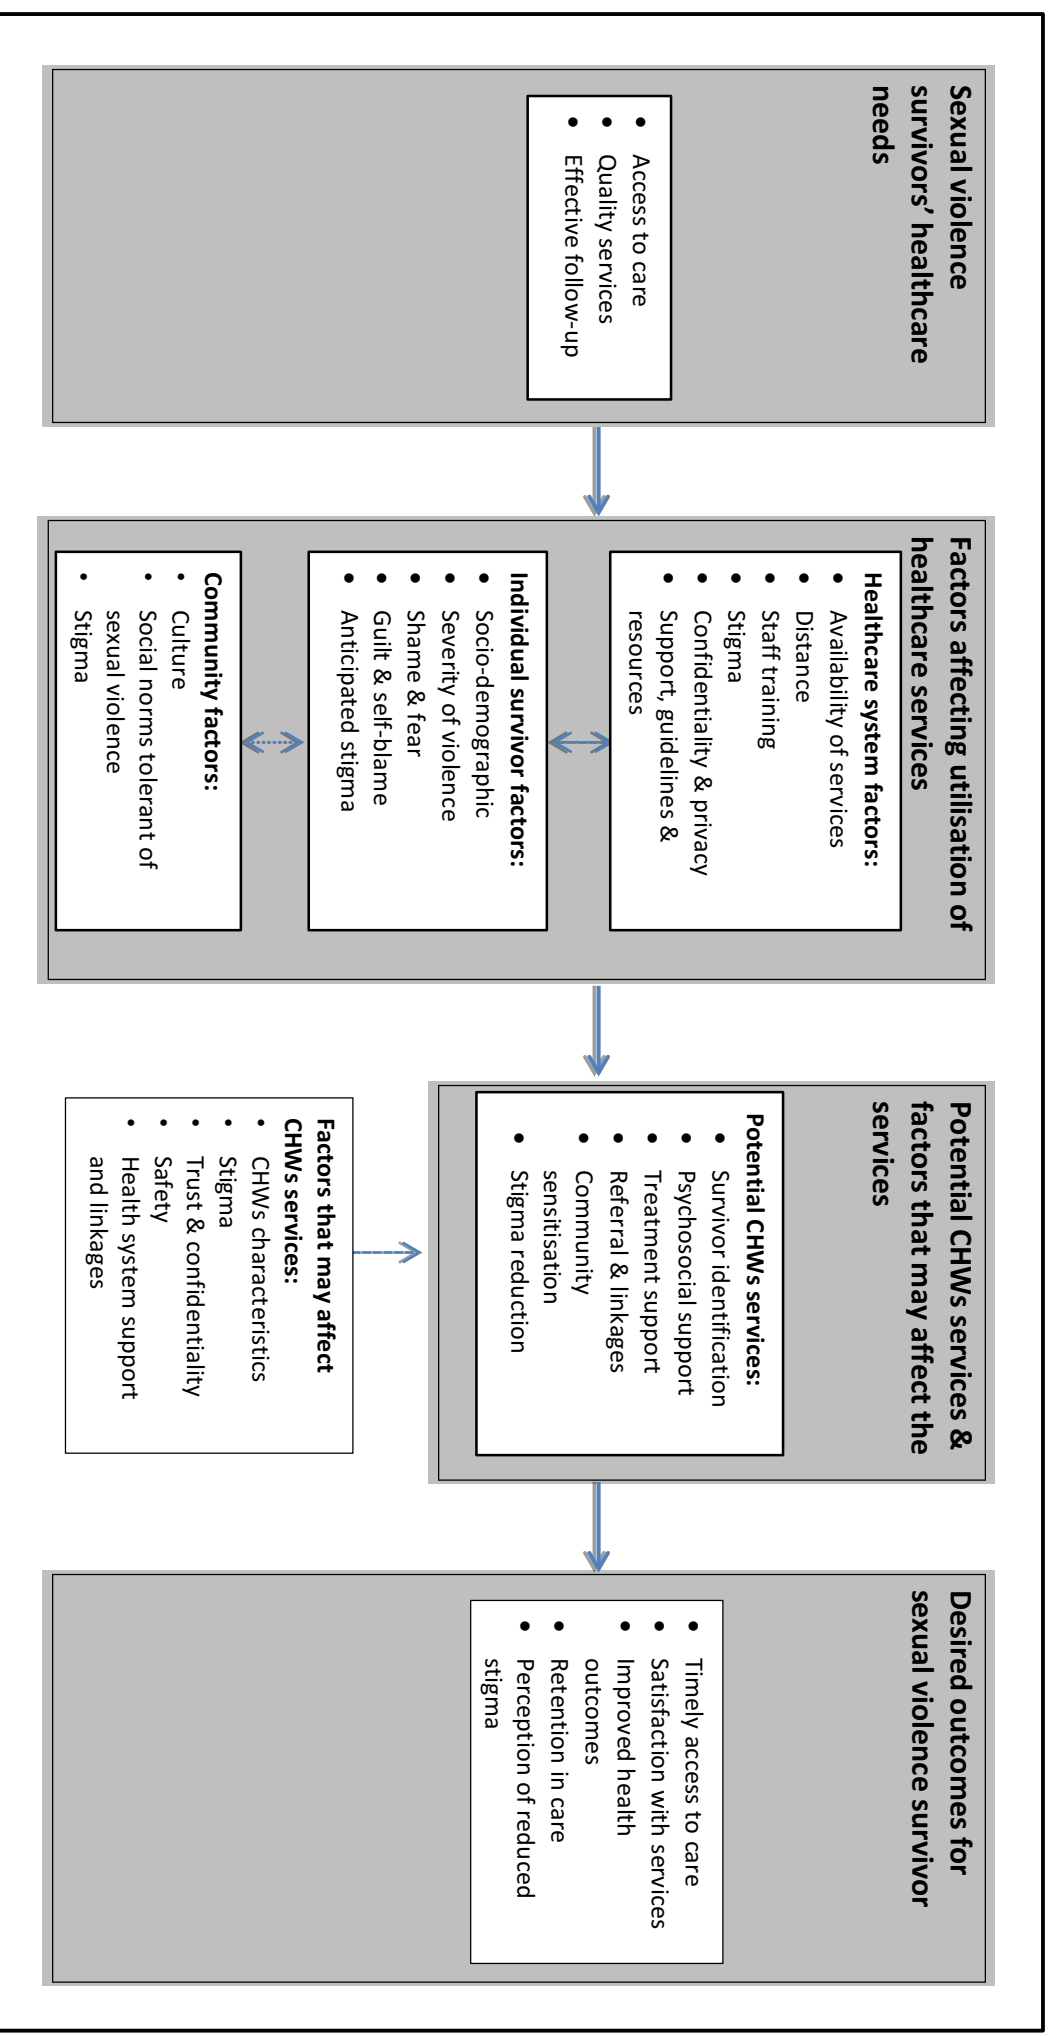 Sexual violence
survivors’ healthcare
needs
• Access to care
• Quality services
• Effective follow-up
Factors affecting utilisation of
healthcare services
Healthcare system factors:
• Availability of services
• Distance
• Staff training
• Stigma
• Confidentiality & privacy
• Support, guidelines &
resources
Individual survivor factors:
• Socio-demographic
• Severity of violence
• Shame & fear
• Guilt & self-blame
• Anticipated stigma
Community factors:
• Culture
• Social norms tolerant of
sexual violence
• Stigma
Potential CHWs services &
factors that may affect the
services
Potential CHWs services:
• Survivor identification
• Psychosocial support
• Treatment support
• Referral & linkages
• Community
sensitisation
• Stigma reduction
Factors that may affect
CHWs services:
• CHWs characteristics
• Stigma
• Trust & confidentiality
• Safety
• Health system support
and linkages
Desired outcomes for
sexual violence survivor
• Timely access to care
• Satisfaction with services
• Improved health
outcomes
• Retention in care
• Perception of reduced
stigma